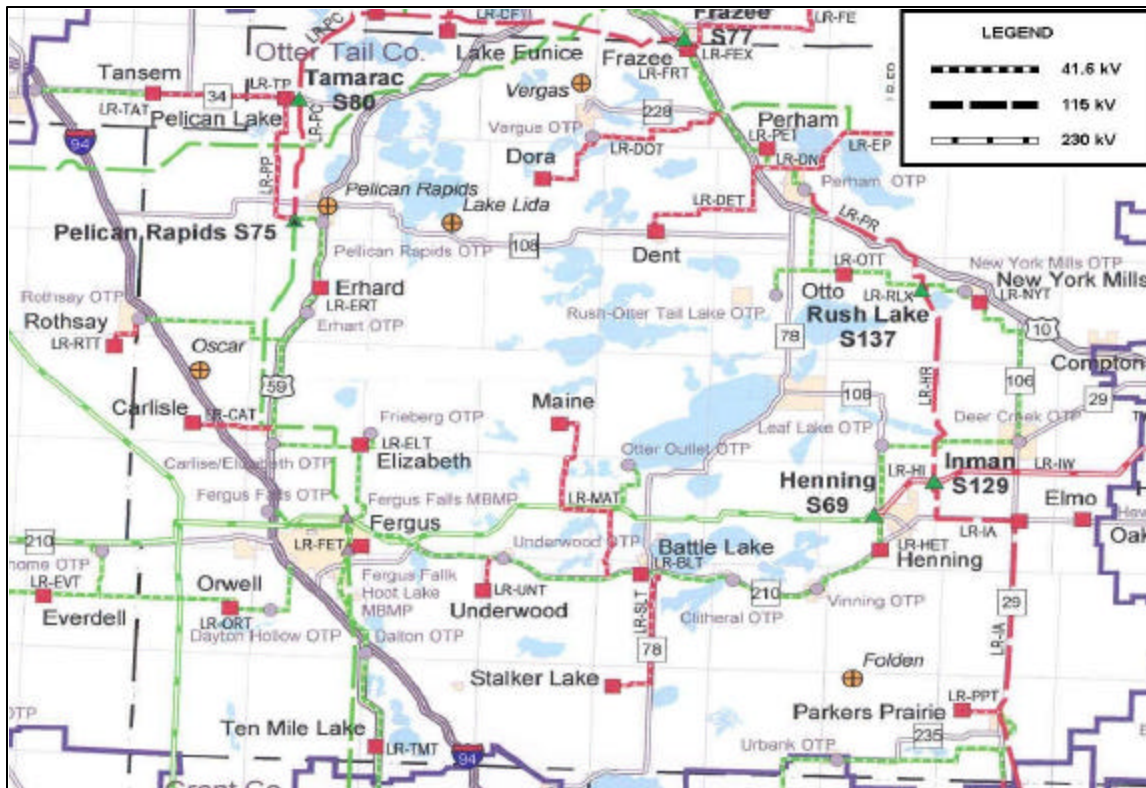 LR-PC
LR-CF
Frazee
S77
LR-FE
Otter Tail Co.
Lake Eunice
Frazee
LR-FEX
LR-FRT
LEGEND
41.6 kV
115 kV
230 kV
Tansem
LR-TAT
34
LR-TP
Tamarac
S80
Pelican Lake
LR-PC
94
Vergas
228
Vargus OTP
Perham
LR-PET
LR-EP
LR-DOT
LR-DN
Dora
Perham OTP
LR-PP
Pelican Rapids
Lake Lida
LR-DET
LR-PR
Pelican Rapids S75
Pelican Rapids OTP
108
Dent
LR-OTT
New York Mills OTP
New York Mills
Erhard
LR-ERT
Otto
LR-RLX
LR-NYT
Rothsay OTP
Erhart OTP
Rush-Otter Tail Lake OTP
Rush Lake
S137
Rothsay
LR-RTT
Oscar
78
10
Compton
59
LR-HR
106
29
Carlisle
LR-CAT
Maine
108
Frieberg OTP
Leaf Lake OTP
Deer Creek OTP
LR-ELT
Elizabeth
Carlise/Elizabeth OTP
Otter Outlet OTP
Henning
S69
LR-HI
Inman
S129
LR-IW
Fergus Falls OTP
Fergus Falls MBMP
LR-MAT
Elmo
Fergus
LR-IA
Oak
210
LR-FET
Underwood OTP
Battle Lake
LR-BLT
LR-HET
Henning
LR-EVT
Orwell
Fergus Fallk
Hoot Lake
MBMP
LR-UNT
Underwood
LR-SLT
210
Vinning OTP
Clitheral OTP
29
Everdell
LR-ORT
Dayton Hollow OTP
Dalton OTP
78
LR-IA
Folden
Stalker Lake
LR-PPT
Parkers Prairie
235
Ten Mile Lake
LR-TMT
94
Urbank OTP
Grant Co.